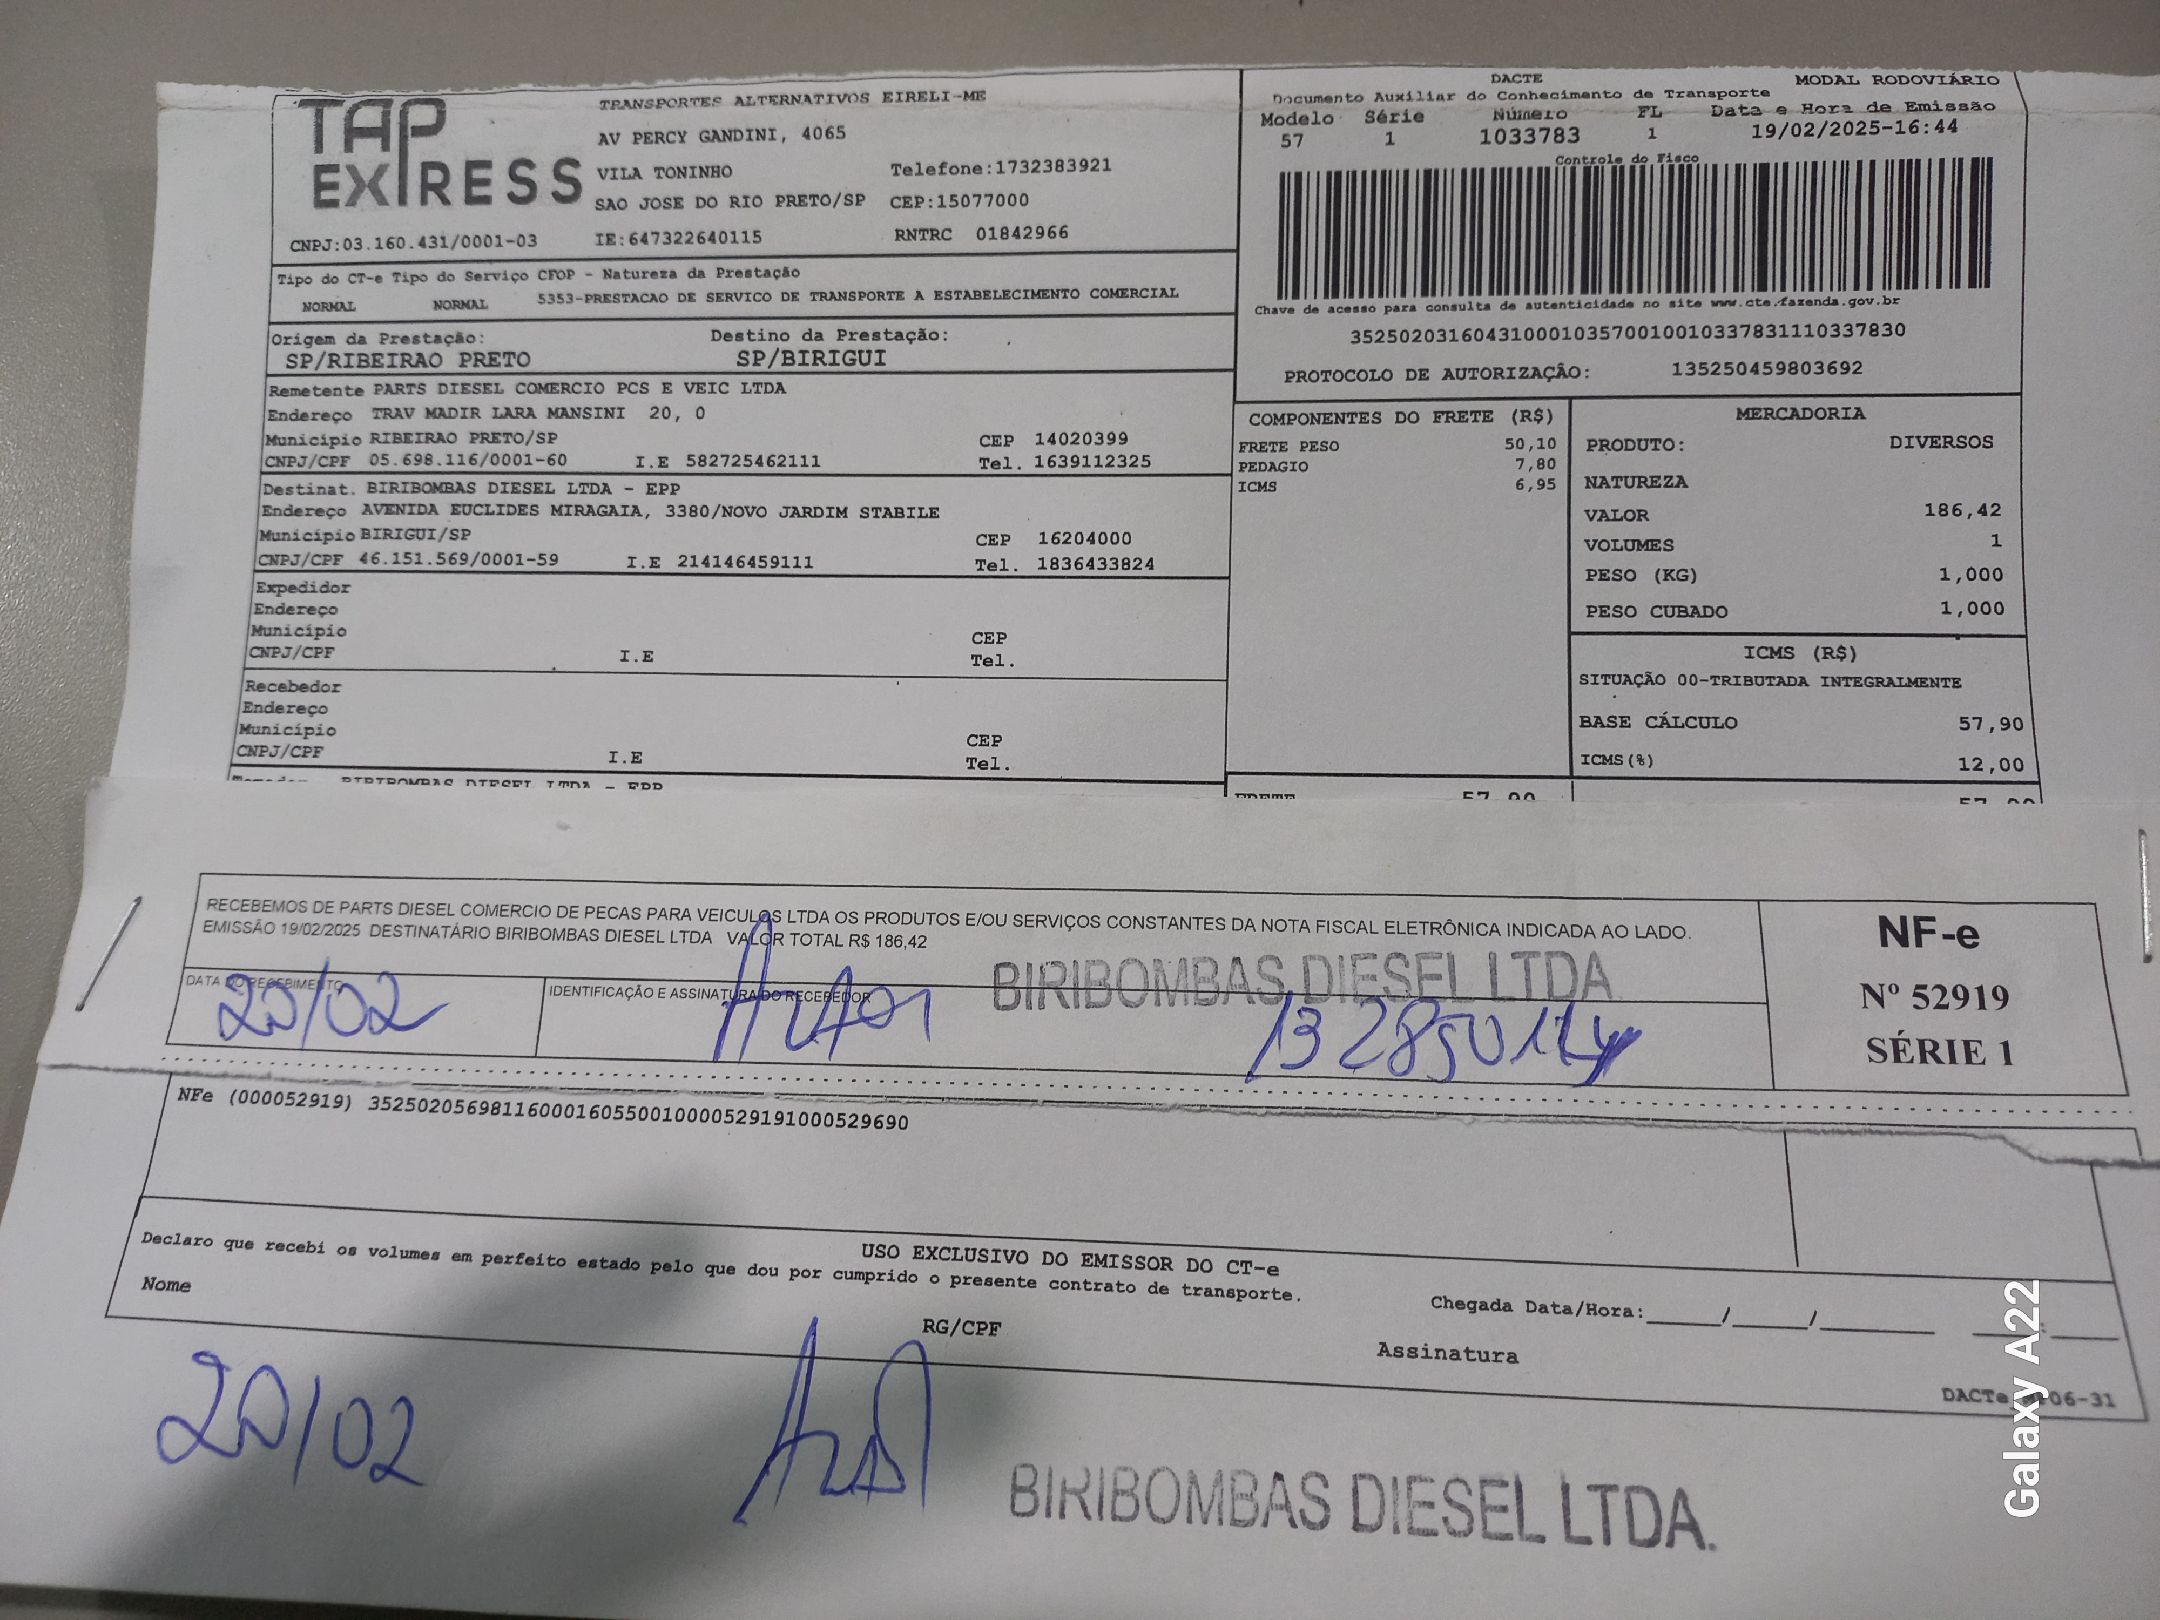 TAP EXPRESS
TRANSPORTES ALTERNATIVOS EIRELI-ME
AV PERCY GANDINI, 4065
VILA TONINHO Telefone:1732383921
SAO JOSE DO RIO PRETO/SP CEP:15077000
CNPJ:03.160.431/0001-03 IE:647322640115 RNTRC 01842966
Tipo do CT-e Tipo do Serviço CFOP - Natureza da Prestação
NORMAL NORMAL 5353-PRESTACAO DE SERVICO DE TRANSPORTE A ESTABELECIMENTO COMERCIAL
Origem da Prestação: Destino da Prestação:
SP/RIBEIRAO PRETO SP/BIRIGUI
Remetente PARTS DIESEL COMERCIO PCS E VEIC LTDA
Endereço TRAV MADIR LARA MANSINI 20, 0
Município RIBEIRAO PRETO/SP CEP 14020399
CNPJ/CPF 05.698.116/0001-60 I.E 582725462111 Tel. 1639112325
Destinat. BIRIBOMBAS DIESEL LTDA - EPP
Endereço AVENIDA EUCLIDES MIRAGAIA, 3380/NOVO JARDIM STABILE
Município BIRIGUI/SP CEP 16204000
CNPJ/CPF 46.151.569/0001-59 I.E 214146459111 Tel. 1836433824
Expedidor
Endereço
Município CEP
CNPJ/CPF I.E Tel.
Recebedor
Endereço
Município CEP
CNPJ/CPF I.E Tel.
BIRIBOMBAS DIESEL LTDA - EPP
DACTE MODAL RODOVIÁRIO
Documento Auxiliar do Conhecimento de Transporte
Modelo Série Número FL Data e Hora de Emissão
57 1 1033783 1 19/02/2025-16:44
Controle do Fisco
Chave de acesso para consulta de autenticidade no site www.cte.fazenda.gov.br
35250203160431000103570010010337831110337830
PROTOCOLO DE AUTORIZAÇÃO: 135250459803692
COMPONENTES DO FRETE (R$)
FRETE PESO 50,10
PEDAGIO 7,80
ICMS 6,95
MERCADORIA
PRODUTO: DIVERSOS
NATUREZA
VALOR 186,42
VOLUMES 1
PESO (KG) 1,000
PESO CUBADO 1,000
ICMS (R$)
SITUAÇÃO 00-TRIBUTADA INTEGRALMENTE
BASE CÁLCULO 57,90
ICMS(%) 12,00
FRETE 57,90
RECEBEMOS DE PARTS DIESEL COMERCIO DE PECAS PARA VEICULOS LTDA OS PRODUTOS E/OU SERVIÇOS CONSTANTES DA NOTA FISCAL ELETRÔNICA INDICADA AO LADO.
EMISSÃO 19/02/2025 DESTINATÁRIO BIRIBOMBAS DIESEL LTDA VALOR TOTAL R$ 186,42
DATA DO RECEBIMENTO IDENTIFICAÇÃO E ASSINATURA DO RECEBEDOR
20/02
BIRIBOMBAS DIESEL LTDA
NF-e
Nº 52919
SÉRIE 1
NFe (000052919) 35250205698116000160550010000529191000529690
USO EXCLUSIVO DO EMISSOR DO CT-e
Declaro que recebi os volumes em perfeito estado pelo que dou por cumprido o presente contrato de transporte.
Nome RG/CPF Chegada Data/Hora:_____/_____/________ ____:_____
Assinatura
20/02
BIRIBOMBAS DIESEL LTDA.
Galaxy A22